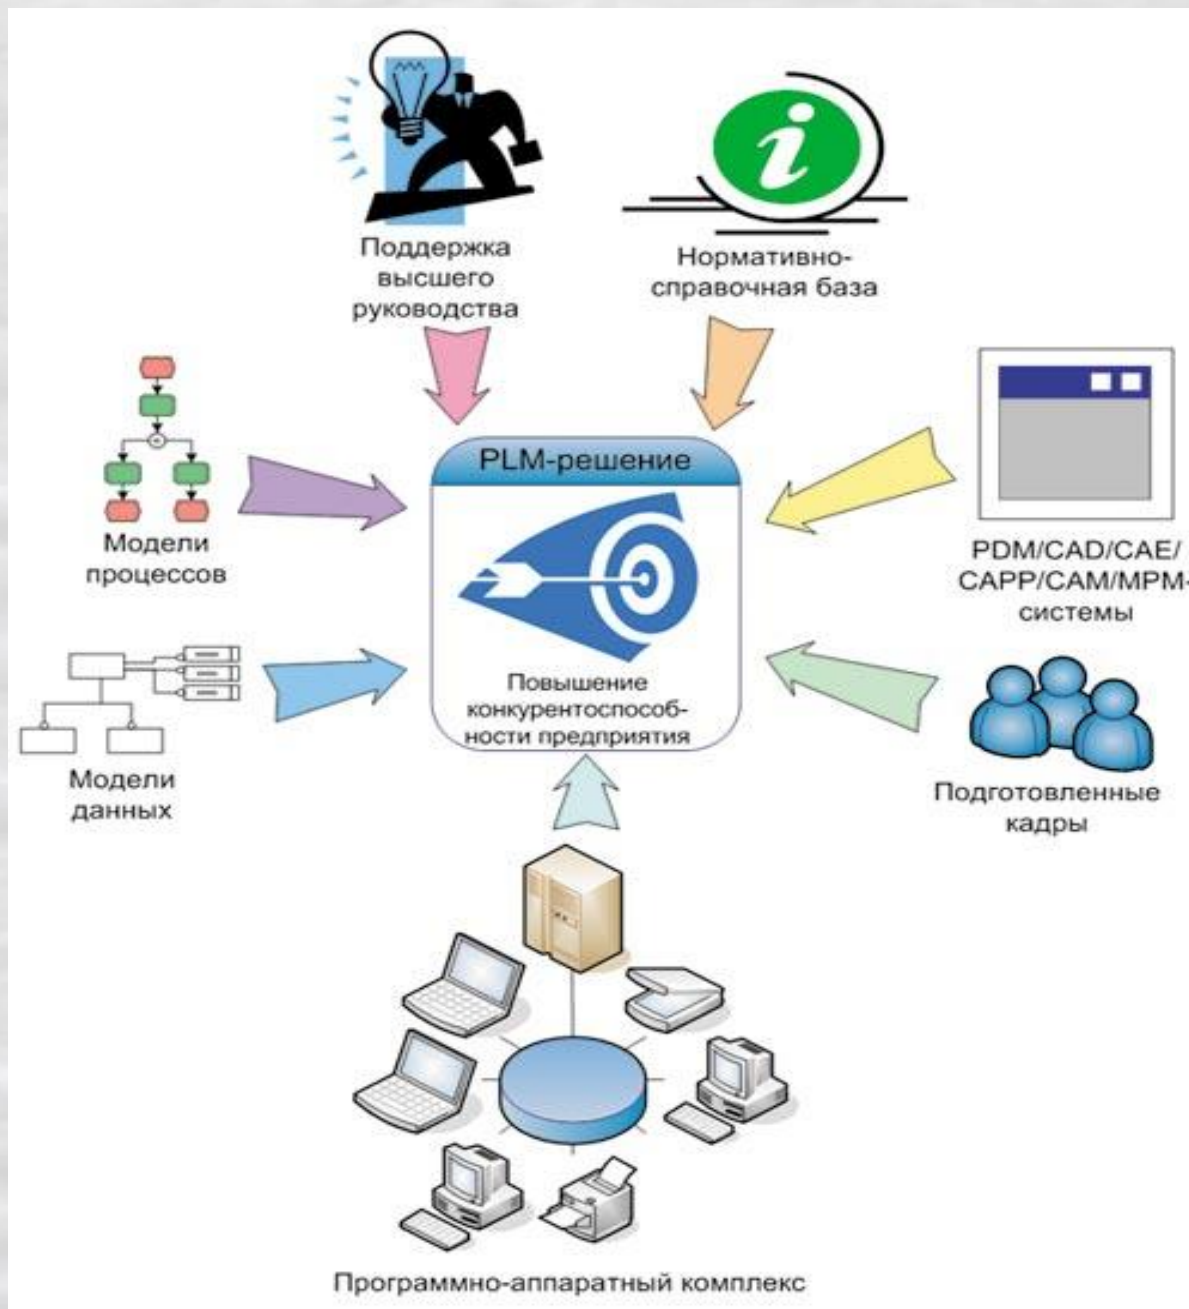 Поддержка
высшего
руководства
Нормативно-
справочная база
PLM-решение
Модели
процессов
PDM/CAD/CAE/
CAPP/CAM/MPM-
системы
Повышение
конкурентоспособ-
ности предприятия
Модели
данных
Подготовленные
кадры
Программно-аппаратный комплекс